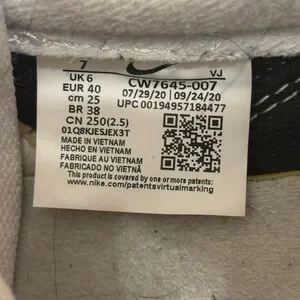 7 VJ
UK 6
EUR 40
cm 25
BR 38
CN 250(2.5)
01Q8KJESJEX3T
CW7645-007
07/29/20 | 09/24/20
UPC 00194957184477
MADE IN VIETNAM
HECHO EN VIETNAM
FABRIQUE AU VIETNAM
FABRICADO NO VIETNAM
This product is covered by one or more patents. See
www.nike.com/patentsvirtualmarking